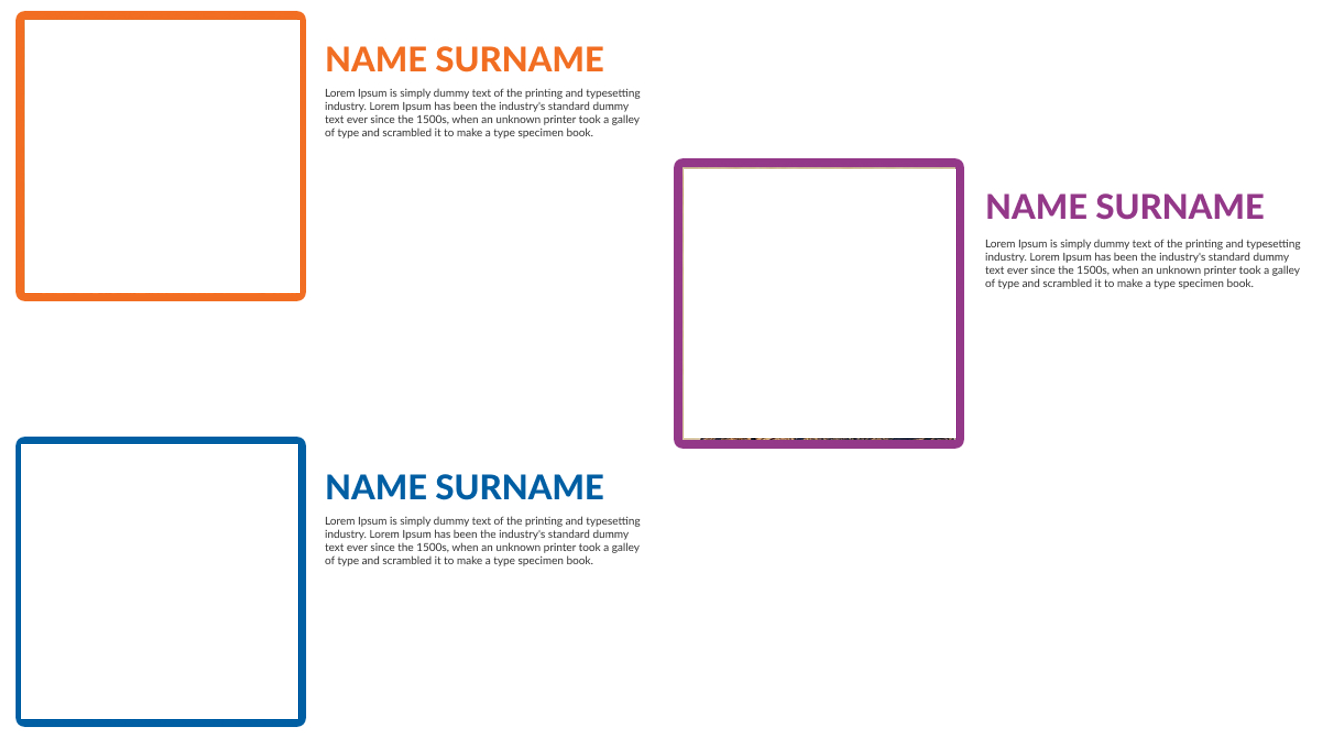 NAME SURNAME
Lorem Ipsum is simply dummy text of the printing and typesetting
industry. Lorem Ipsum has been the industry's standard dummy
text ever since the 1500s, when an unknown printer took a galley
of type and scrambled it to make a type specimen book.
NAME SURNAME
Lorem Ipsum is simply dummy text of the printing and typesetting
industry. Lorem Ipsum has been the industry's standard dummy
text ever since the 1500s, when an unknown printer took a galley
of type and scrambled it to make a type specimen book.
NAME SURNAME
Lorem Ipsum is simply dummy text of the printing and typesetting
industry. Lorem Ipsum has been the industry's standard dummy
text ever since the 1500s, when an unknown printer took a galley
of type and scrambled it to make a type specimen book.